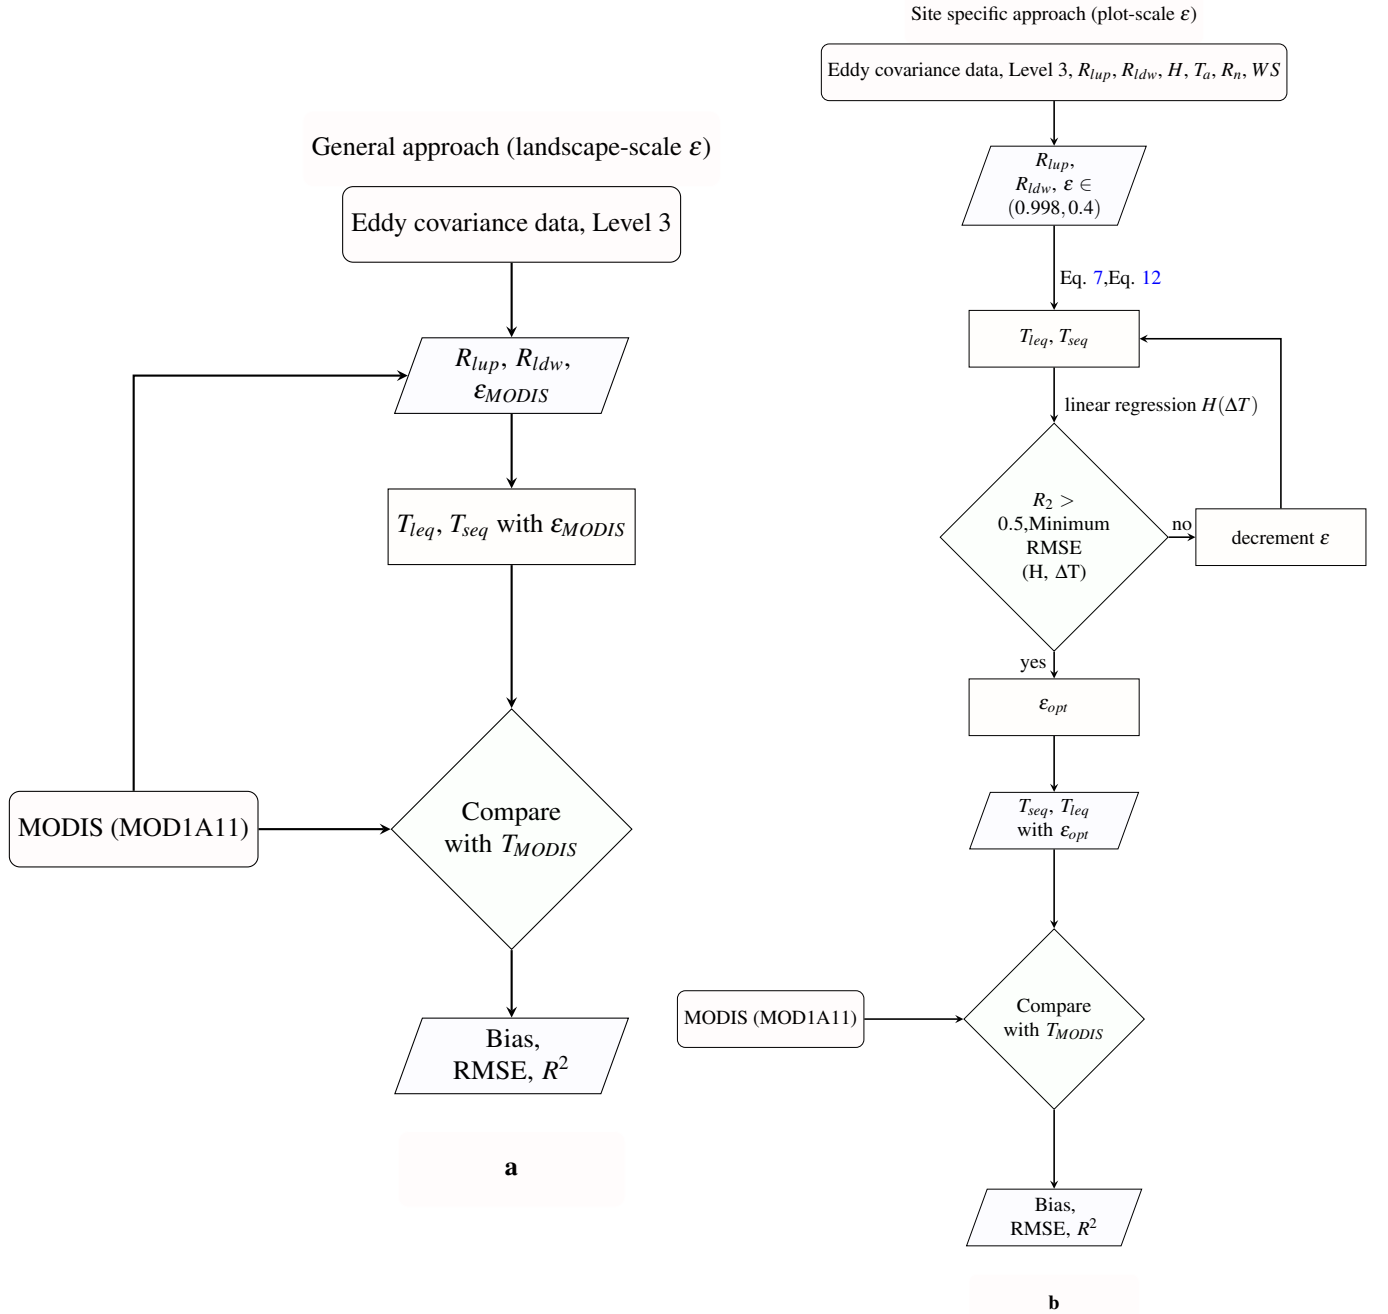 General approach (landscape-scale ε)
Eddy covariance data, Level 3
R_lup, R_ldw,
ε_MODIS
T_leq, T_seq with ε_MODIS
MODIS (MOD1A11)
Compare
with T_MODIS
Bias,
RMSE, R²
a
Site specific approach (plot-scale ε)
Eddy covariance data, Level 3, R_lup, R_ldw, H, T_a, R_n, WS
R_lup,
R_ldw, ε ∈
(0.998,0.4)
Eq. 7,Eq. 12
T_leq, T_seq
linear regression H(ΔT)
R_2 >
0.5,Minimum
RMSE
(H, ΔT)
no
decrement ε
yes
ε_opt
T_seq, T_leq
with ε_opt
MODIS (MOD1A11)
Compare
with T_MODIS
Bias,
RMSE, R²
b